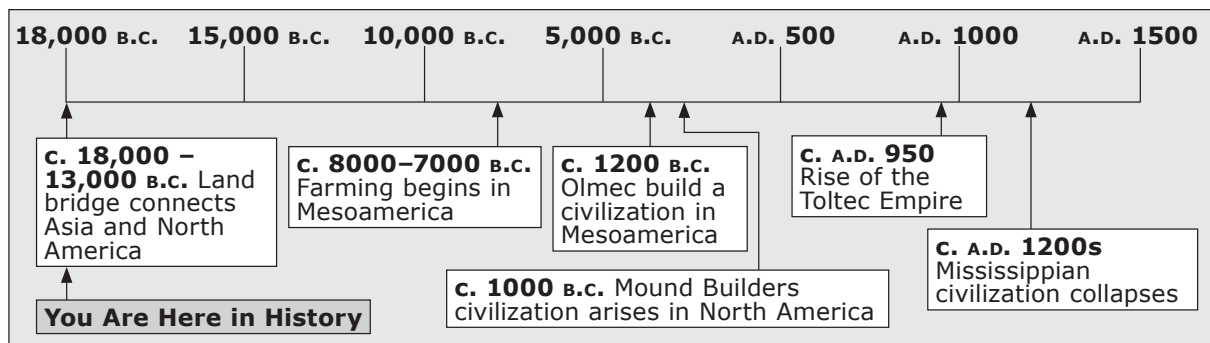 18,000 B.C. 15,000 B.C. 10,000 B.C. 5,000 B.C. A.D. 500 A.D. 1000 A.D. 1500
c. 18,000 –
13,000 B.C. Land
bridge connects
Asia and North
America
c. 8000–7000 B.C.
Farming begins in
Mesoamerica
c. 1200 B.C.
Olmec build a
civilization in
Mesoamerica
c. 1000 B.C. Mound Builders
civilization arises in North America
c. A.D. 950
Rise of the
Toltec Empire
c. A.D. 1200s
Mississippian
civilization collapses
You Are Here in History